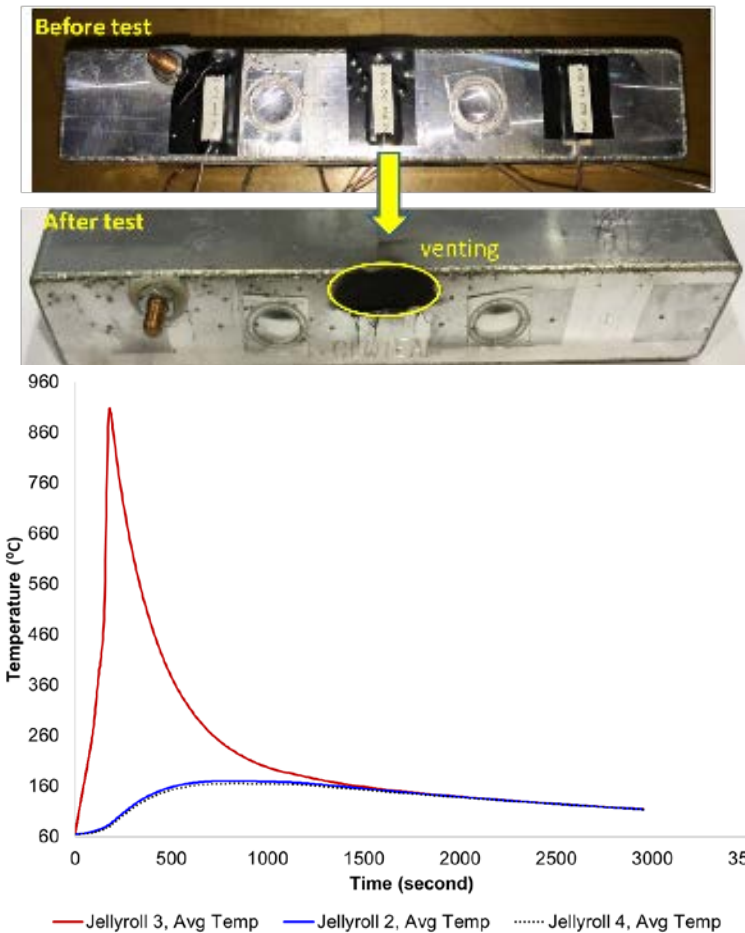 Before test
After test
venting
960
860
760
660
560
460
360
260
160
60
Temperature (⁰C)
0
500
1000
1500
2000
2500
3000
Time (second)
Jellyroll 3, Avg Temp
Jellyroll 2, Avg Temp
Jellyroll 4, Avg Temp